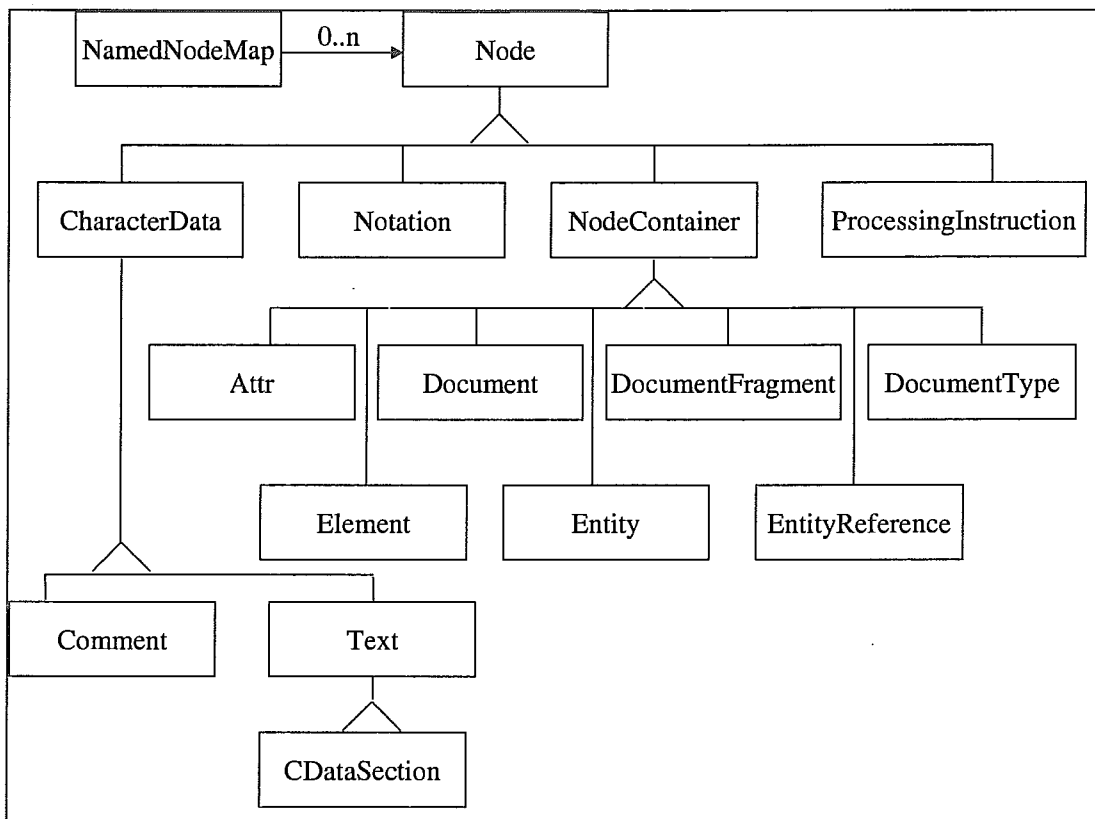 NamedNodeMap
0..n
Node
CharacterData
Notation
NodeContainer
ProcessingInstruction
Attr
Document
DocumentFragment
DocumentType
Element
Entity
EntityReference
Comment
Text
CDataSection